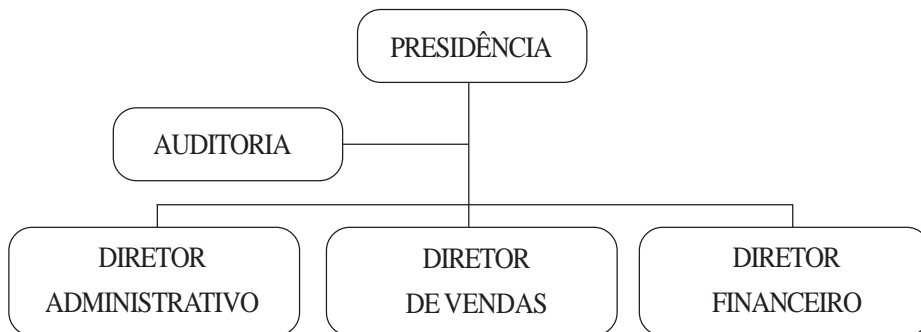 PRESIDÊNCIA
AUDITORIA
DIRETOR
ADMINISTRATIVO
DIRETOR
DE VENDAS
DIRETOR
FINANCEIRO